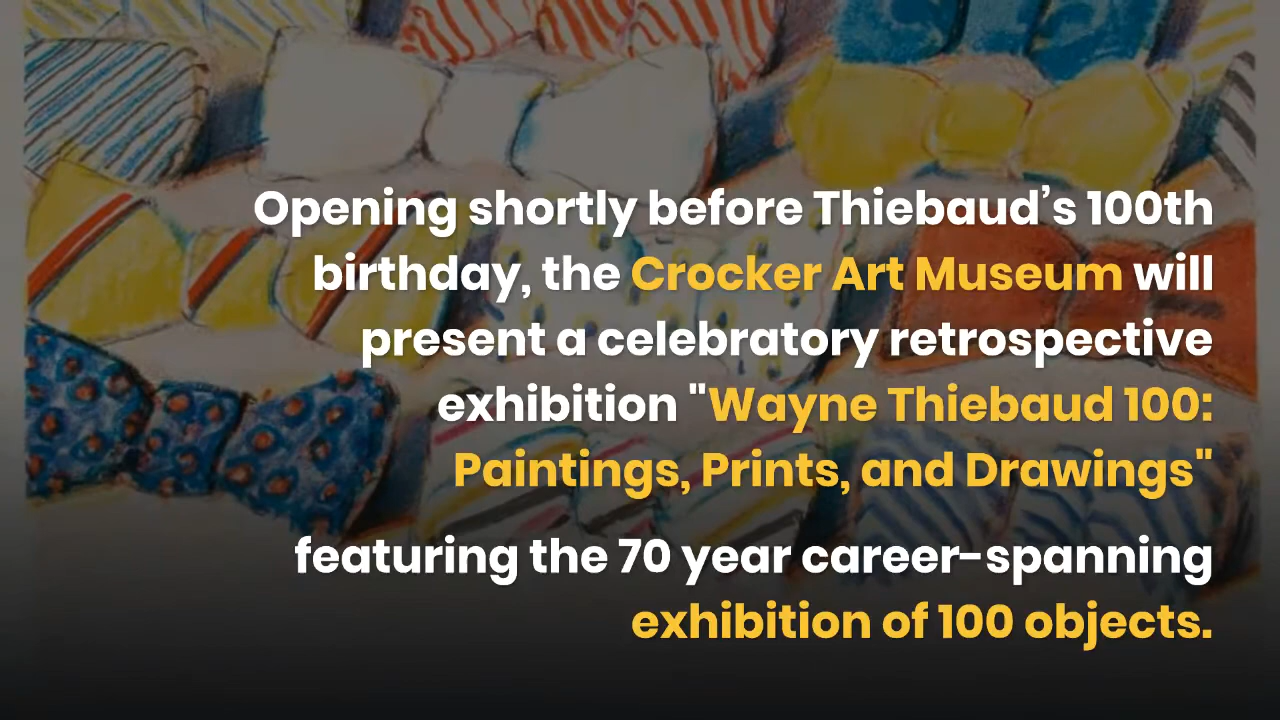 Opening shortly before Thiebaud’s 100th
birthday, the Crocker Art Museum will
present a celebratory retrospective
exhibition "Wayne Thiebaud 100:
Paintings, Prints, and Drawings"
featuring the 70 year career-spanning
exhibition of 100 objects.